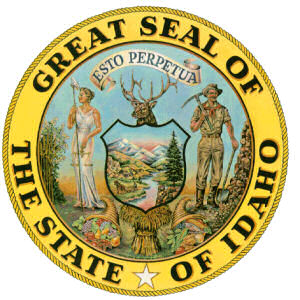 GREAT SEAL OF
THE STATE OF IDAHO
ESTO PERPETUA